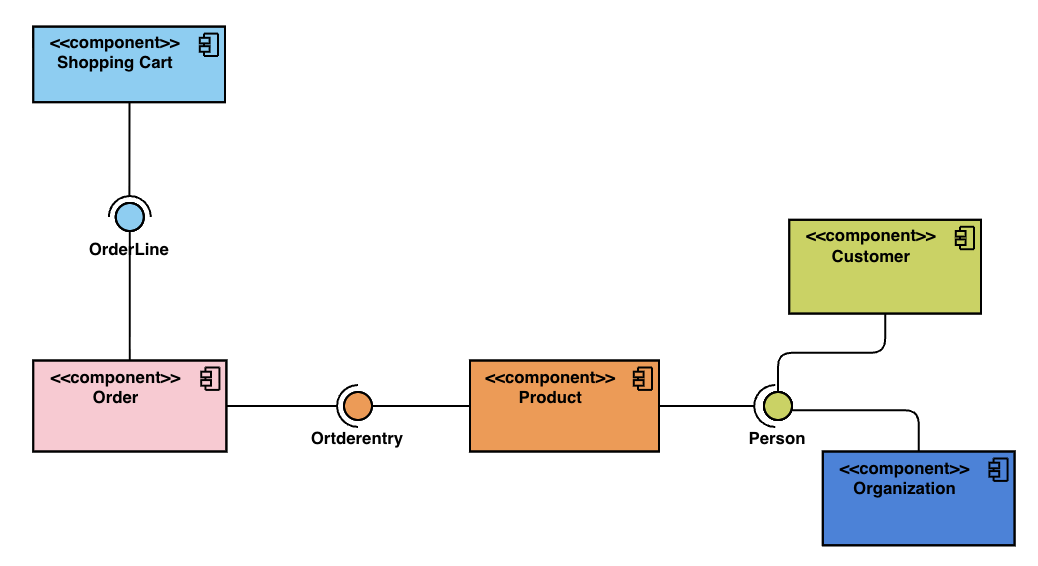 <<component>>
Shopping Cart
OrderLine
<<component>>
Customer
<<component>>
Order
Ortderentry
<<component>>
Product
Person
<<component>>
Organization